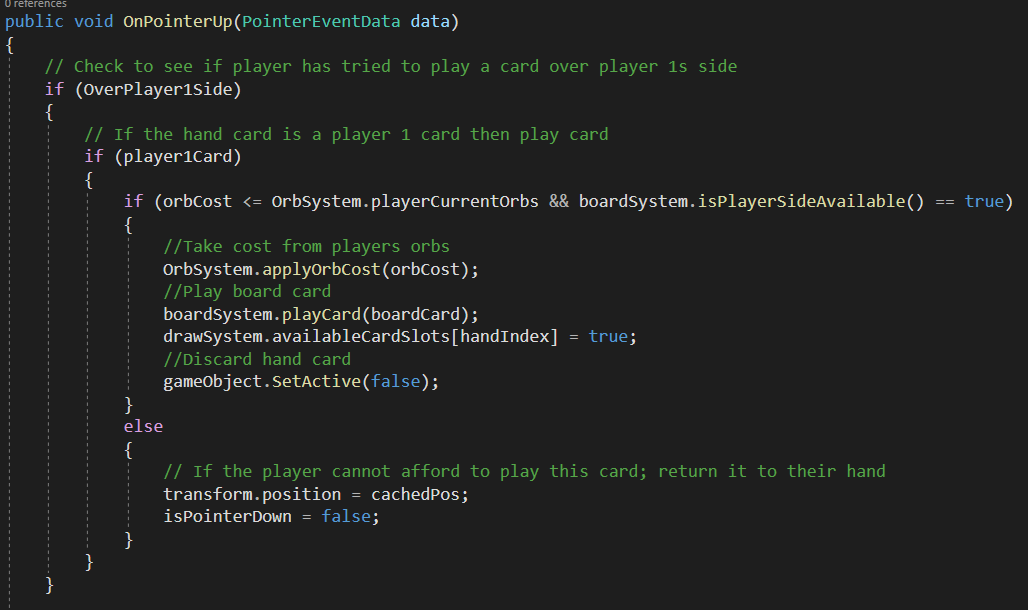 0 references
public void OnPointerUp(PointerEventData data)
{
// Check to see if player has tried to play a card over player 1s side
if (OverPlayer1Side)
{
// If the hand card is a player 1 card then play card
if (player1Card)
{
if (orbCost <= OrbSystem.playerCurrentOrbs && boardSystem.isPlayerSideAvailable() == true)
{
//Take cost from players orbs
OrbSystem.applyOrbCost(orbCost);
//Play board card
boardSystem.playCard(boardCard);
drawSystem.availableCardSlots[handIndex] = true;
//Discard hand card
gameObject.SetActive(false);
}
else
{
// If the player cannot afford to play this card; return it to their hand
transform.position = cachedPos;
isPointerDown = false;
}
}
}